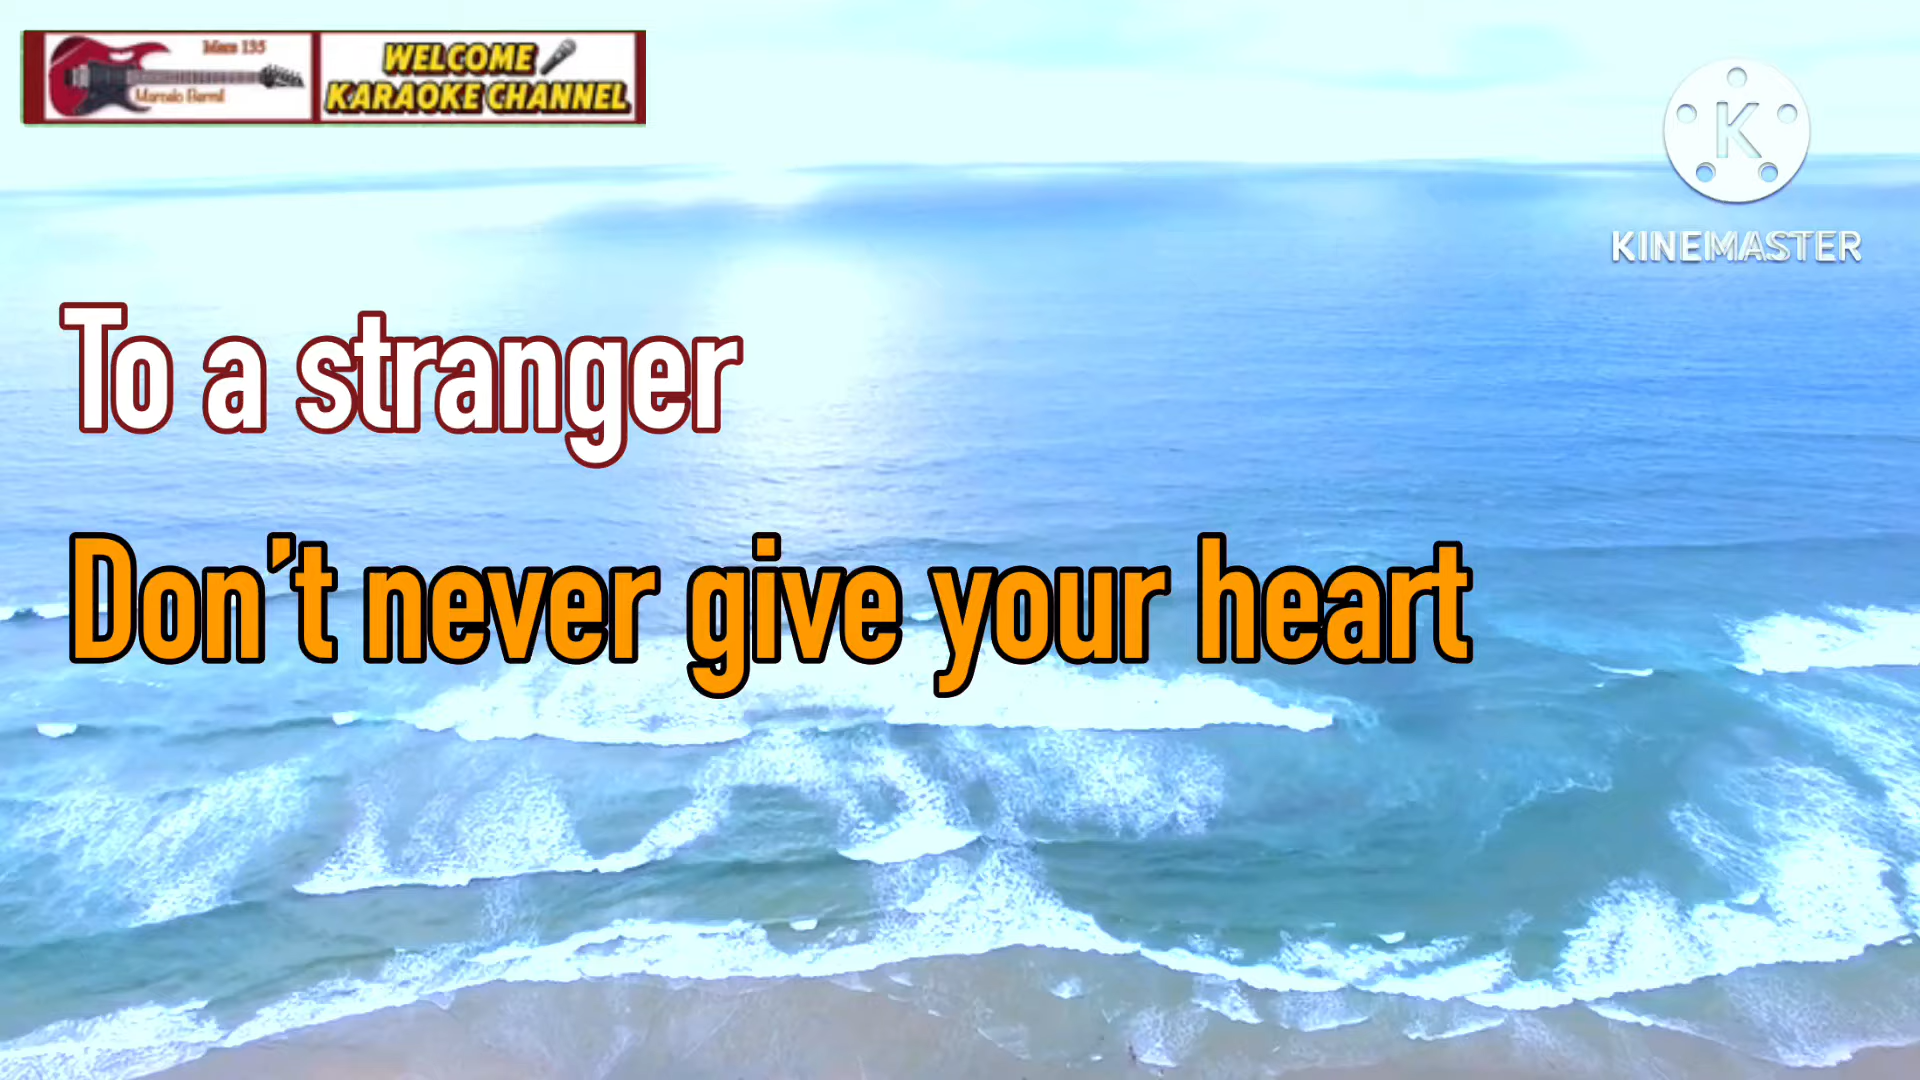 WELCOME
KARAOKE CHANNEL
K
KINEMASTER
To a stranger
Don't never give your heart